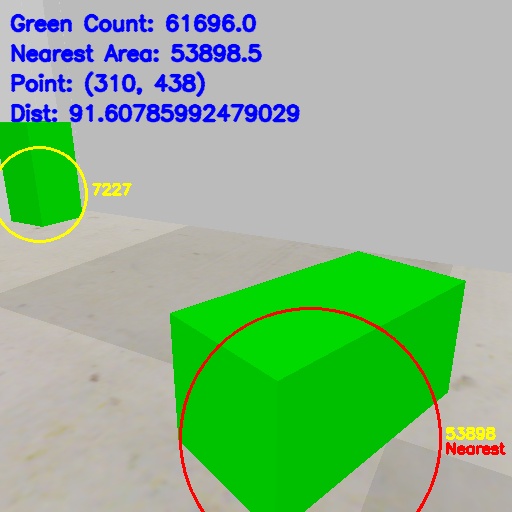 Green Count: 61696.0
Nearest Area: 53898.5
Point: (310, 438)
Dist: 91.60785992479029
7227
53898
Nearest